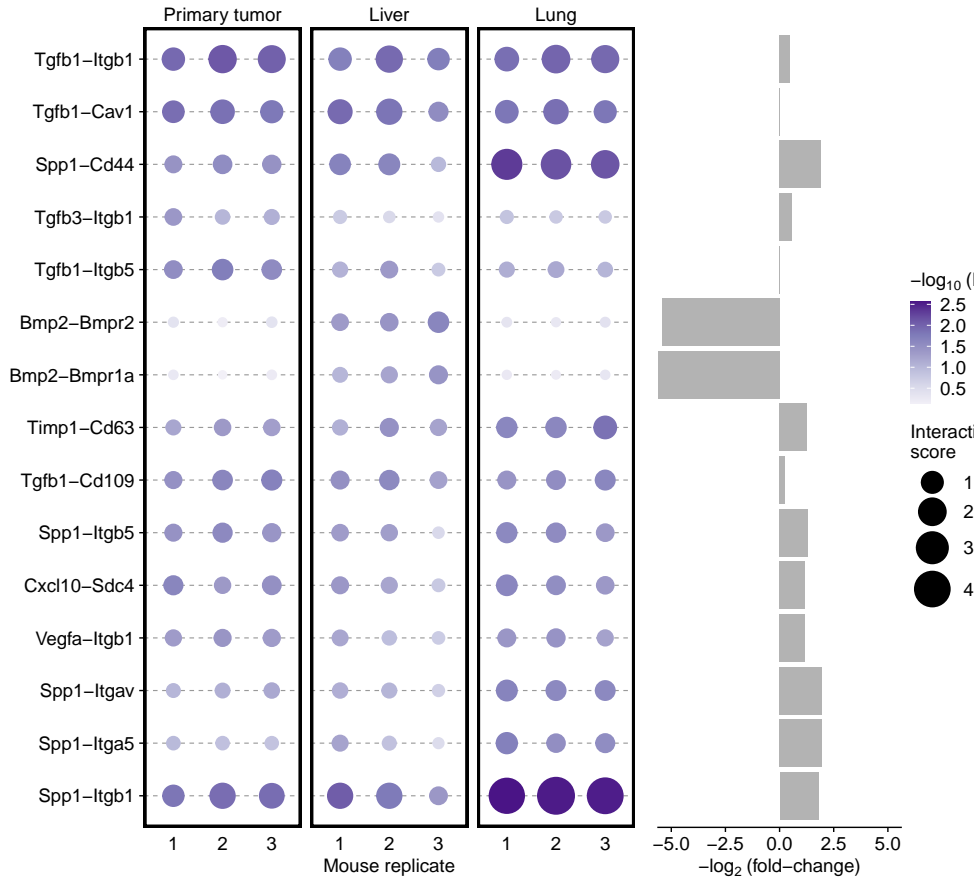 Primary tumor Liver Lung
Tgfb1−Itgb1
Tgfb1−Cav1
Spp1−Cd44
Tgfb3−Itgb1
Tgfb1−Itgb5
Bmp2−Bmpr2
Bmp2−Bmpr1a
Timp1−Cd63
Tgfb1−Cd109
Spp1−Itgb5
Cxcl10−Sdc4
Vegfa−Itgb1
Spp1−Itgav
Spp1−Itga5
Spp1−Itgb1
1 2 3 1 2 3 1 2 3
Mouse replicate
−5.0 −2.5 0 2.5 5.0
−log2 (fold−change)
−log10 (
2.5
2.0
1.5
1.0
0.5
Interacti
score
1
2
3
4